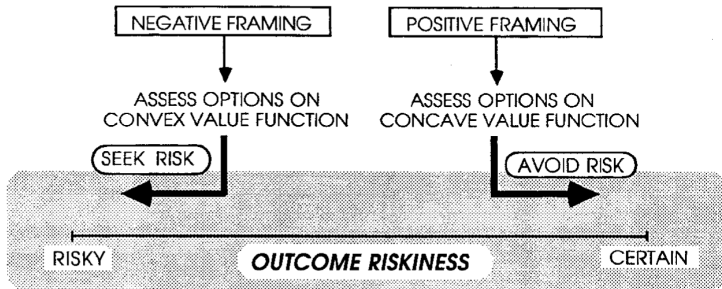 NEGATIVE FRAMING
POSITIVE FRAMING
ASSESS OPTIONS ON
CONVEX VALUE FUNCTION
ASSESS OPTIONS ON
CONCAVE VALUE FUNCTION
SEEK RISK
AVOID RISK
RISKY
OUTCOME RISKINESS
CERTAIN